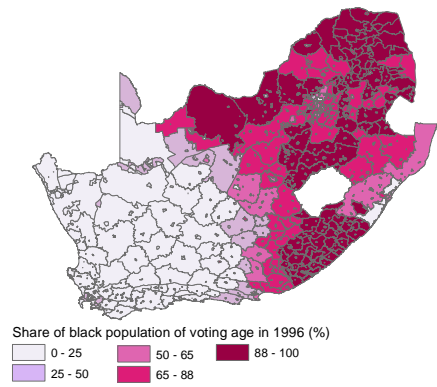 Share of black population of voting age in 1996 (%)
0 - 25 50 - 65 88 - 100
25 - 50 65 - 88